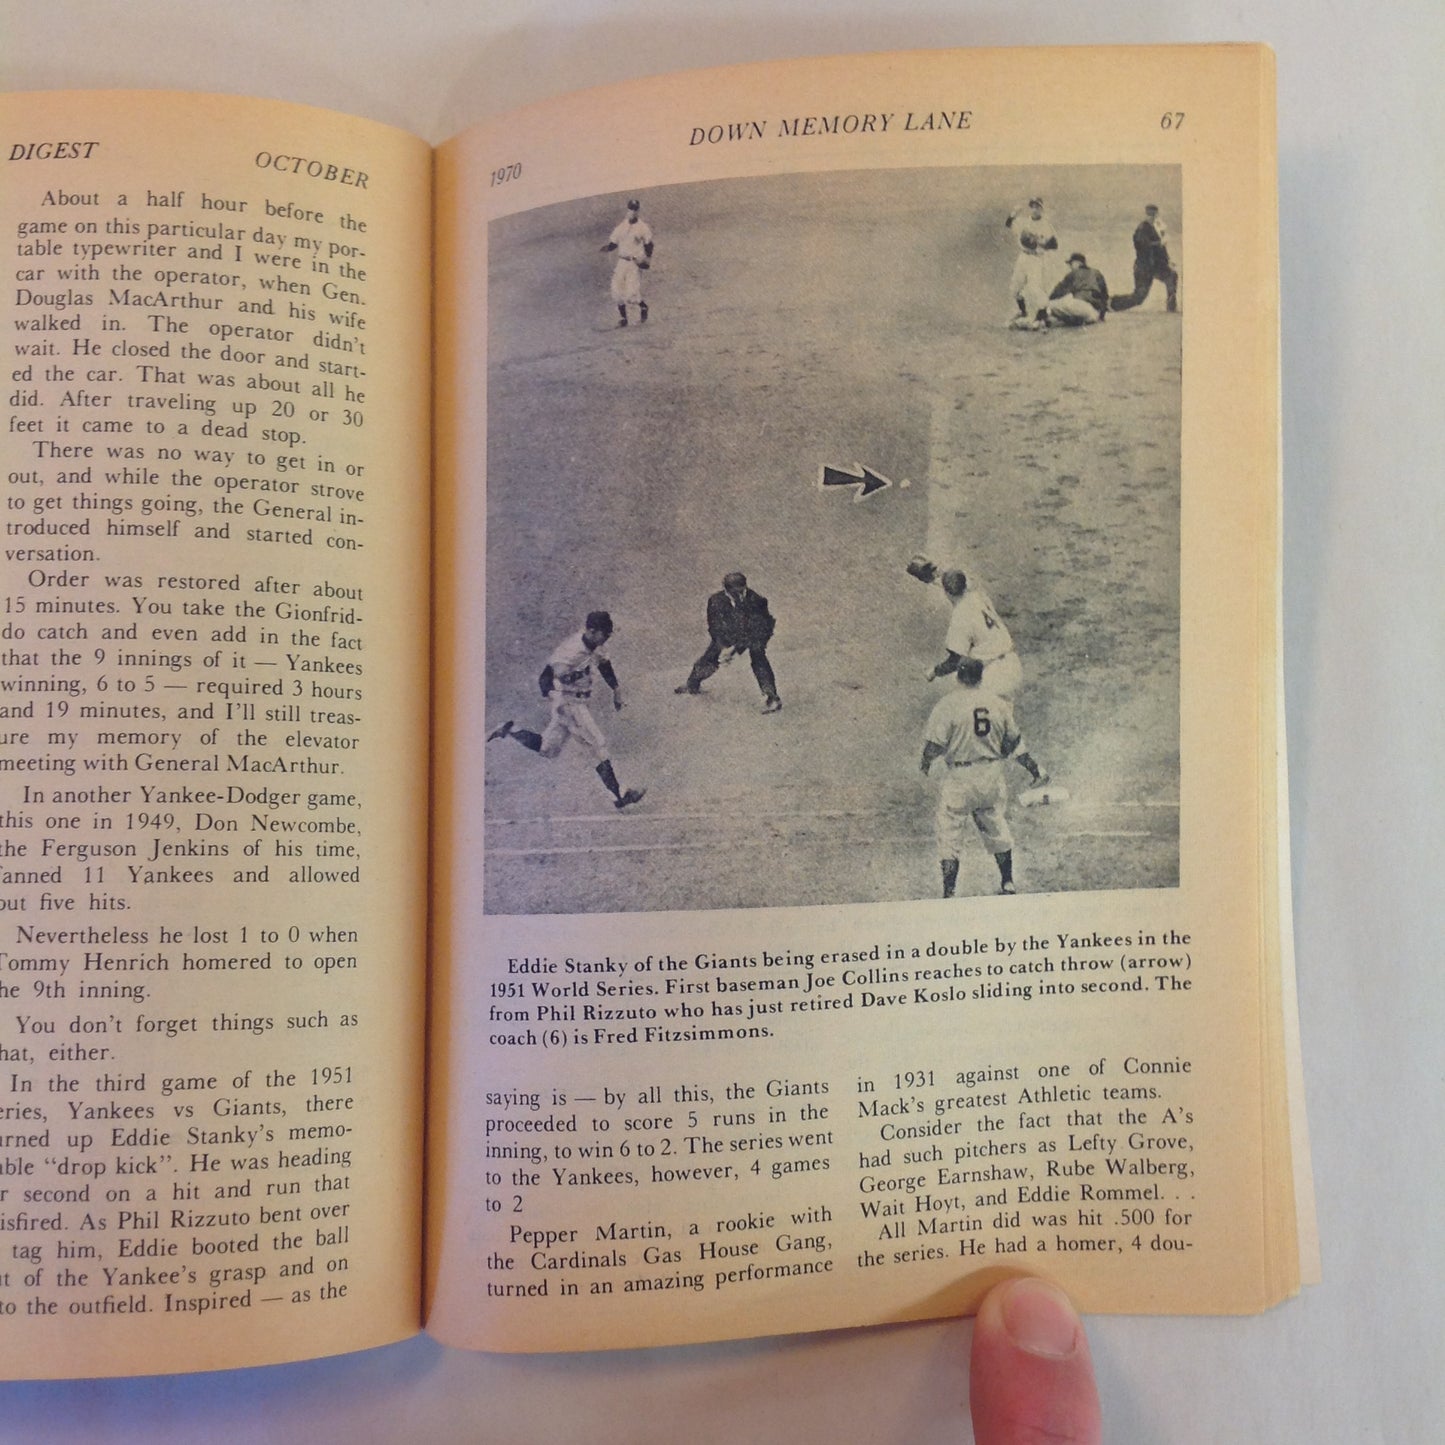 DIGEST
OCTOBER
About a half hour before the
game on this particular day my por-
table typewriter and I were in the
car with the operator, when Gen.
Douglas MacArthur and his wife
walked in. The operator didn't
wait. He closed the door and start-
ed the car. That was about all he
did. After traveling up 20 or 30
feet it came to a dead stop.
There was no way to get in or
out, and while the operator strove
to get things going, the General in-
troduced himself and started con-
versation.
Order was restored after about
15 minutes. You take the Gionfrid-
do catch and even add in the fact
that the 9 innings of it — Yankees
winning, 6 to 5 — required 3 hours
and 19 minutes, and I'll still treas-
ure my memory of the elevator
meeting with General MacArthur.
In another Yankee-Dodger game,
this one in 1949, Don Newcombe,
the Ferguson Jenkins of his time,
fanned 11 Yankees and allowed
but five hits.
Nevertheless he lost 1 to 0 when
Tommy Henrich homered to open
the 9th inning.
You don't forget things such as
that, either.
In the third game of the 1951
eries, Yankees vs Giants, there
urned up Eddie Stanky's memo-
able "drop kick". He was heading
r second on a hit and run that
isfired. As Phil Rizzuto bent over
tag him, Eddie booted the ball
t of the Yankee's grasp and on
to the outfield. Inspired — as the
1970
DOWN MEMORY LANE
67
4
6
Eddie Stanky of the Giants being erased in a double by the Yankees in the
1951 World Series. First baseman Joe Collins reaches to catch throw (arrow)
from Phil Rizzuto who has just retired Dave Koslo sliding into second. The
coach (6) is Fred Fitzsimmons.
saying is — by all this, the Giants
proceeded to score 5 runs in the
inning, to win 6 to 2. The series went
to the Yankees, however, 4 games
to 2
Pepper Martin, a rookie with
the Cardinals Gas House Gang,
turned in an amazing performance
in 1931 against one of Connie
Mack's greatest Athletic teams.
Consider the fact that the A's
had such pitchers as Lefty Grove,
George Earnshaw, Rube Walberg,
Wait Hoyt, and Eddie Rommel. . .
All Martin did was hit .500 for
the series. He had a homer, 4 dou-